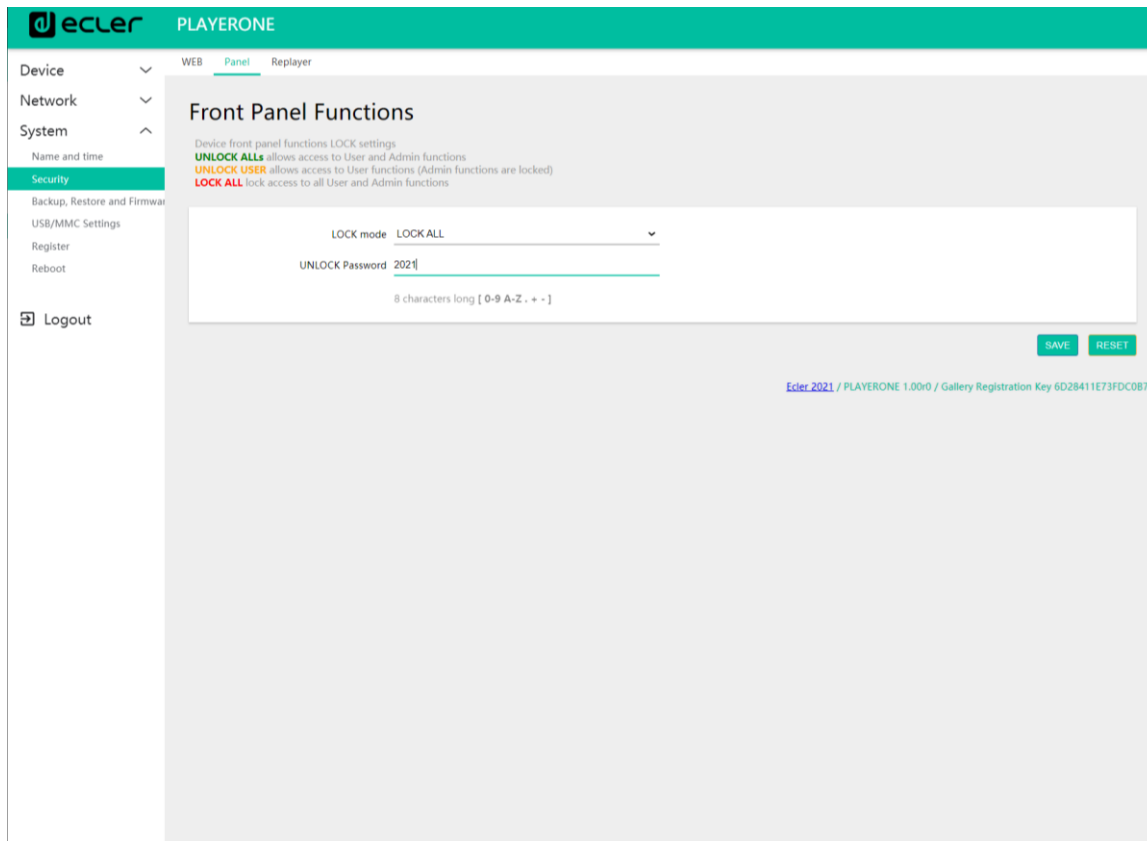 ecler PLAYERONE
Device
Network
System
Name and time
Security
Backup, Restore and Firmwar
USB/MMC Settings
Register
Reboot
Logout
WEB Panel Replayer
Front Panel Functions
Device front panel functions LOCK settings
UNLOCK ALLs allows access to User and Admin functions
UNLOCK USER allows access to User functions (Admin functions are locked)
LOCK ALL lock access to all User and Admin functions
LOCK mode LOCK ALL
UNLOCK Password 2021
8 characters long [ 0-9 A-Z . + - ]
SAVE RESET
Ecler 2021 / PLAYERONE 1.00r0 / Gallery Registration Key 6D28411E73FDC0B7